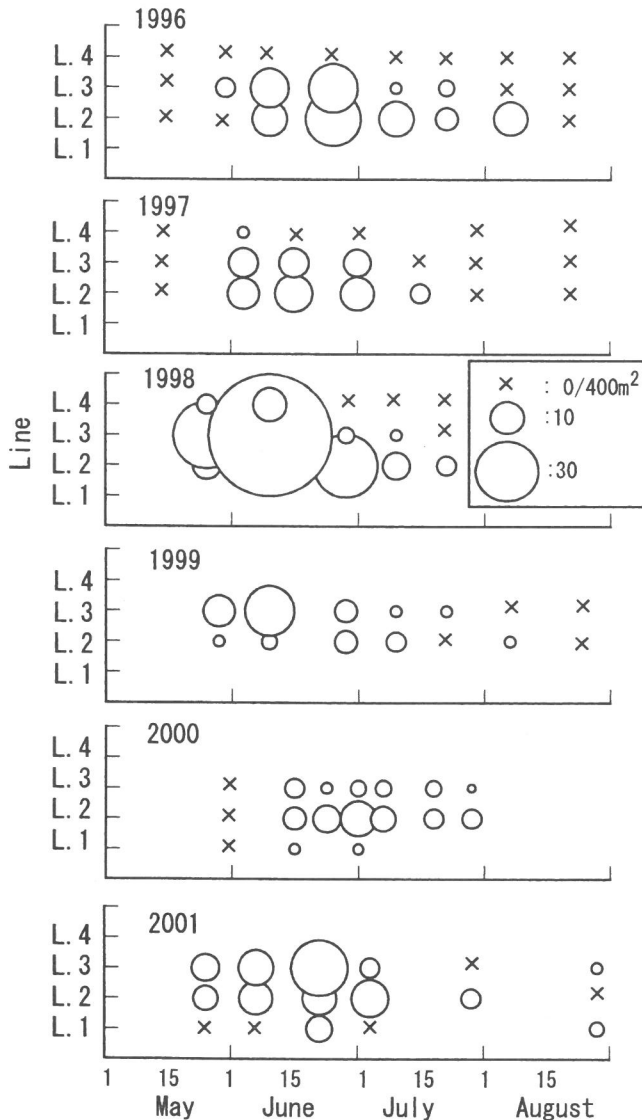 1996
L.4
L.3
L.2
L.1
1997
L.4
L.3
L.2
L.1
1998
L.4
L.3
L.2
L.1
× : 0/400m²
:10
:30
Line
1999
L.4
L.3
L.2
L.1
2000
L.4
L.3
L.2
L.1
2001
L.4
L.3
L.2
L.1
1 15 1 15 1 15 1 15
May June July August